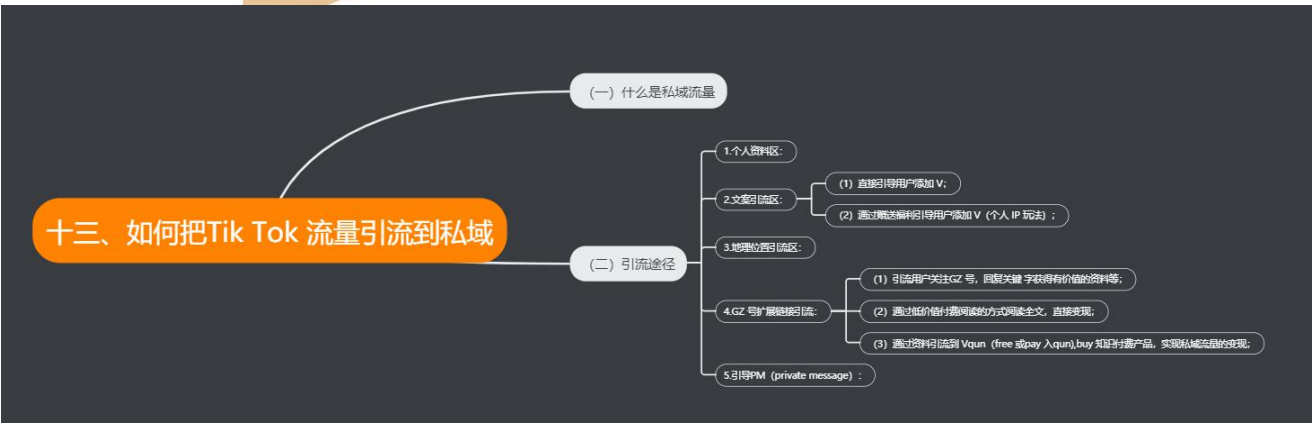 十三、如何把Tik Tok 流量引流到私域
(一) 什么是私域流量
(二) 引流途径
1.个人资料区:
2.文案引流区:
(1) 直接引导用户添加 V;
(2) 通过赠送福利引导用户添加 V (个人 IP 玩法) ;
3.地理位置引流区:
4.GZ 号扩展链接引流:
(1) 引流用户关注GZ 号, 回复关键 字获得有价值的资料等;
(2) 通过低价值付费阅读的方式阅读全文, 直接变现;
(3) 通过资料引流到 Vqun (free 或pay 入qun),buy 知识付费产品, 实现私域流量的变现;
5.引导PM (private message) :